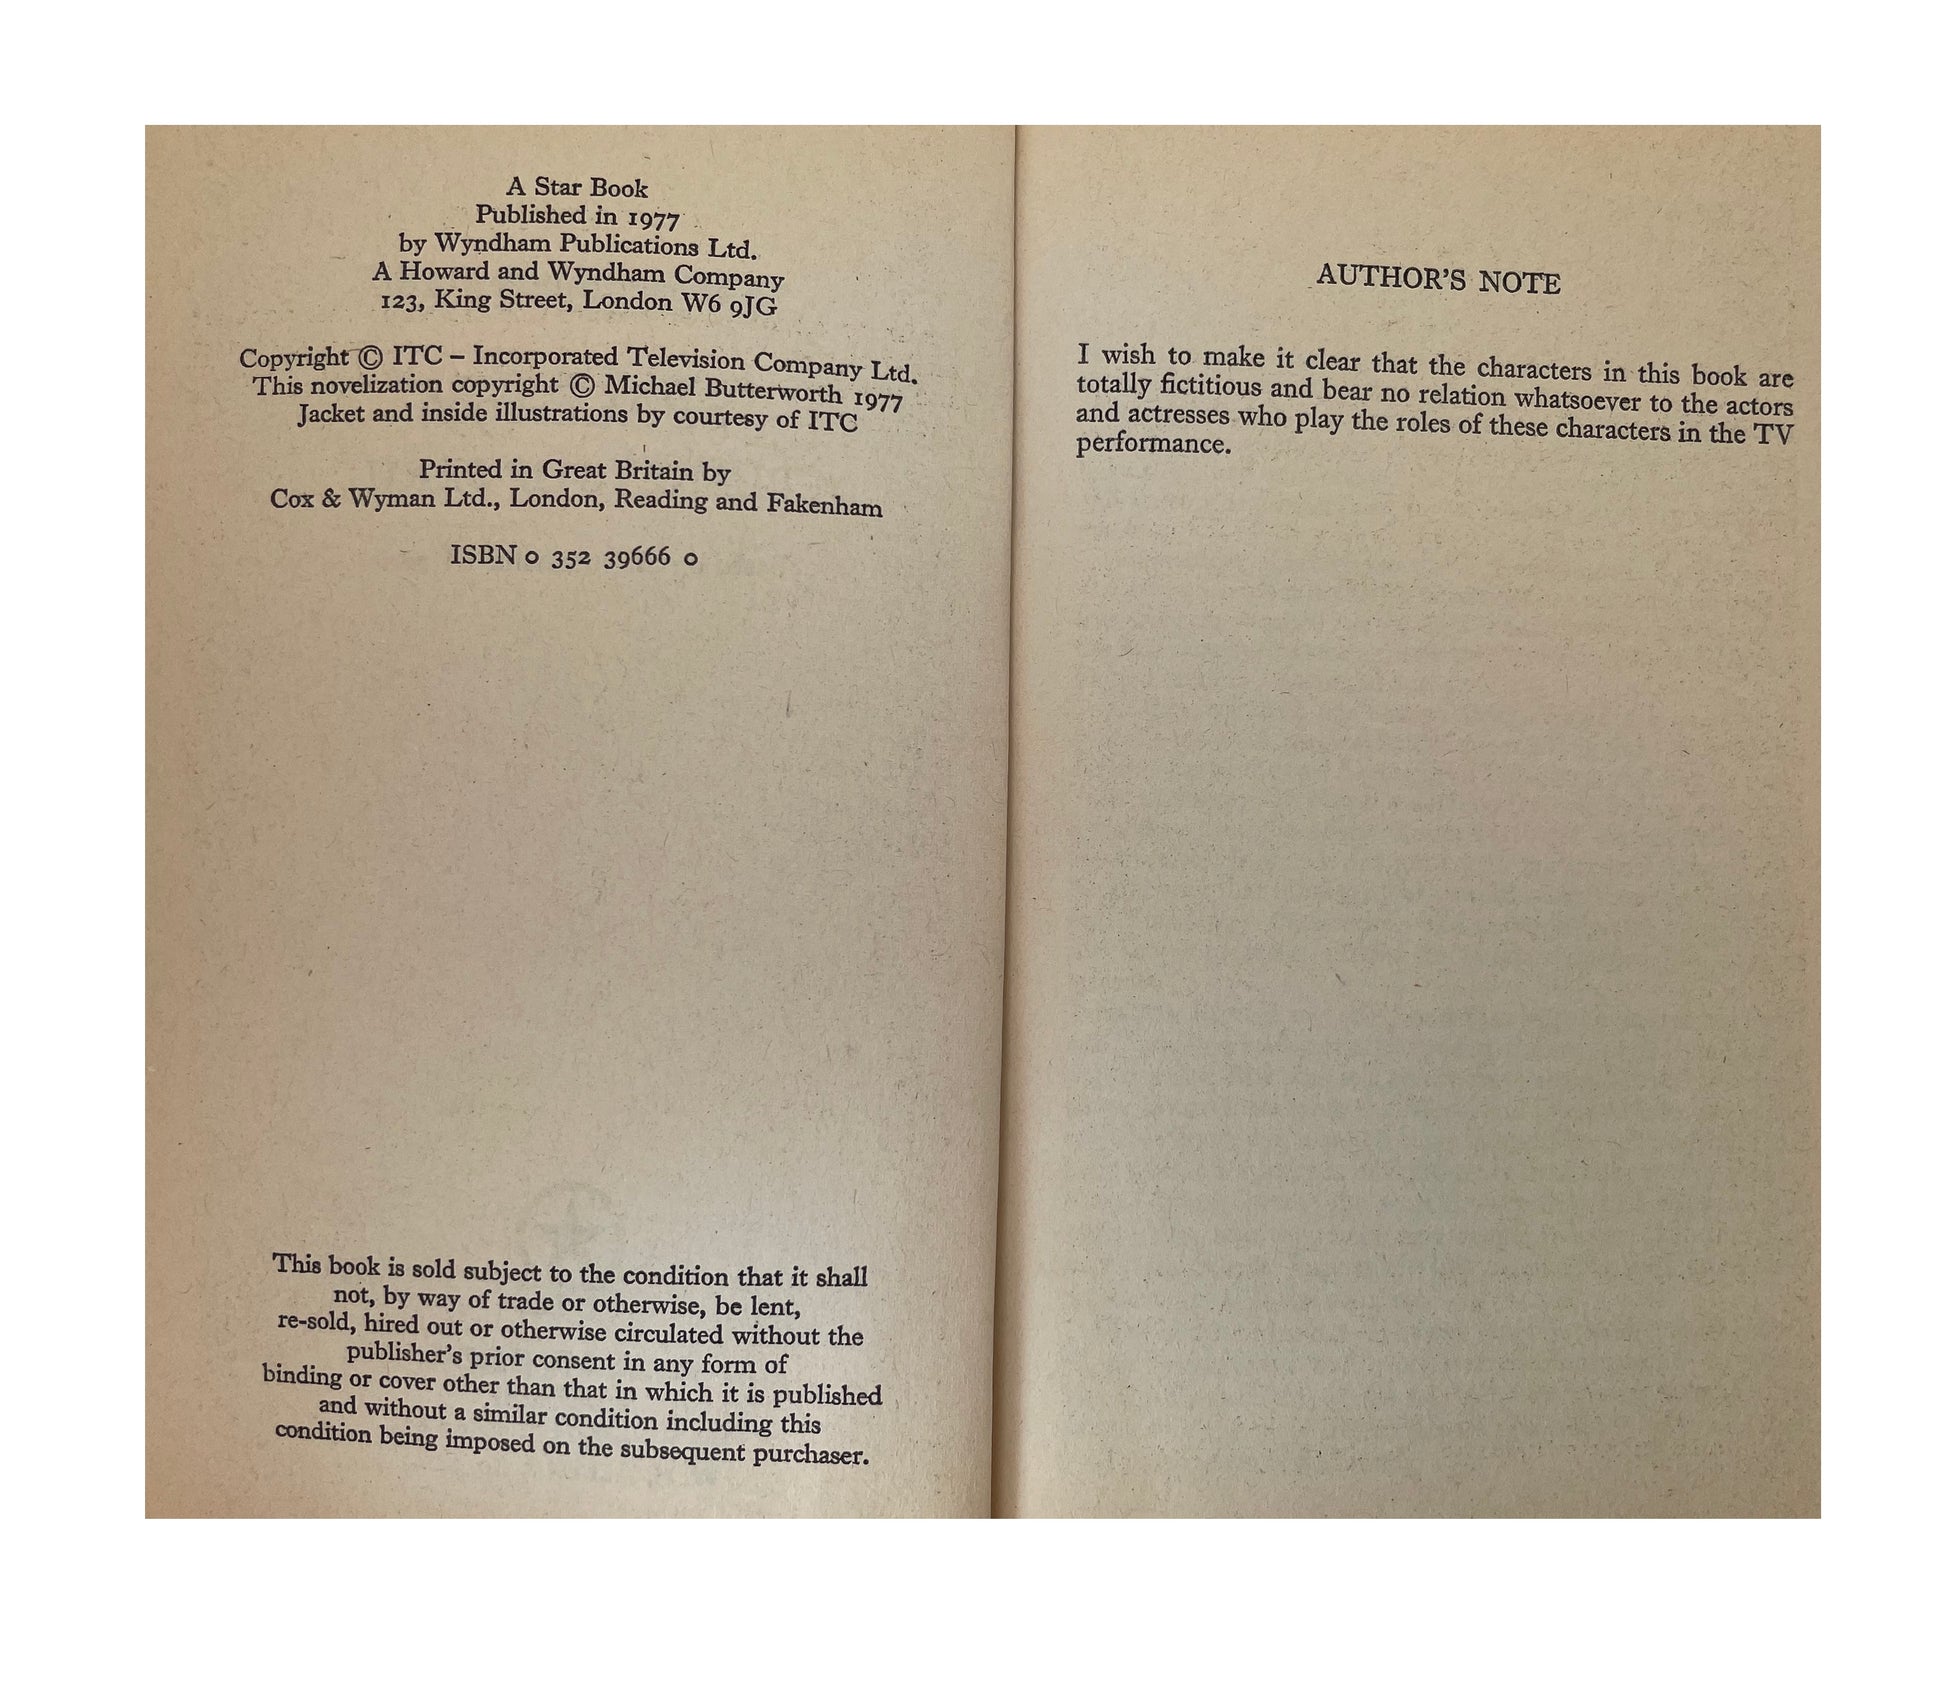 A Star Book
Published in 1977
by Wyndham Publications Ltd.
A Howard and Wyndham Company
123, King Street, London W6 9JG
Copyright © ITC – Incorporated Television Company Ltd.
This novelization copyright © Michael Butterworth 1977
Jacket and inside illustrations by courtesy of ITC
Printed in Great Britain by
Cox & Wyman Ltd., London, Reading and Fakenham
ISBN 0 352 39666 0
This book is sold subject to the condition that it shall
not, by way of trade or otherwise, be lent,
re-sold, hired out or otherwise circulated without the
publisher's prior consent in any form of
binding or cover other than that in which it is published
and without a similar condition including this
condition being imposed on the subsequent purchaser.
AUTHOR'S NOTE
I wish to make it clear that the characters in this book are
totally fictitious and bear no relation whatsoever to the actors
and actresses who play the roles of these characters in the TV
performance.